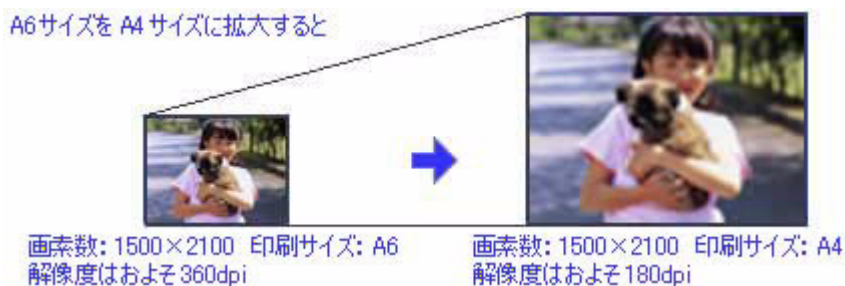 A6サイズを A4 サイズに拡大すると
画素数: 1500×2100 印刷サイズ: A6
解像度はおよそ360dpi
画素数: 1500×2100 印刷サイズ: A4
解像度はおよそ180dpi